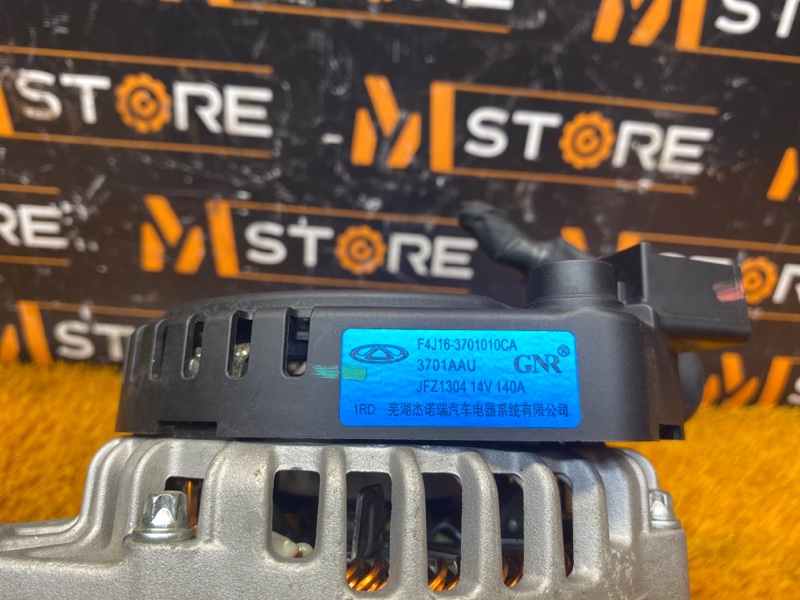 M STORE
STORE
M STORE
RE
M STORE
F4J16-3701010CA
3701AAU
GNR®
JFZ1304 14V 140A
1RD 芜湖杰诺瑞汽车电器系统有限公司